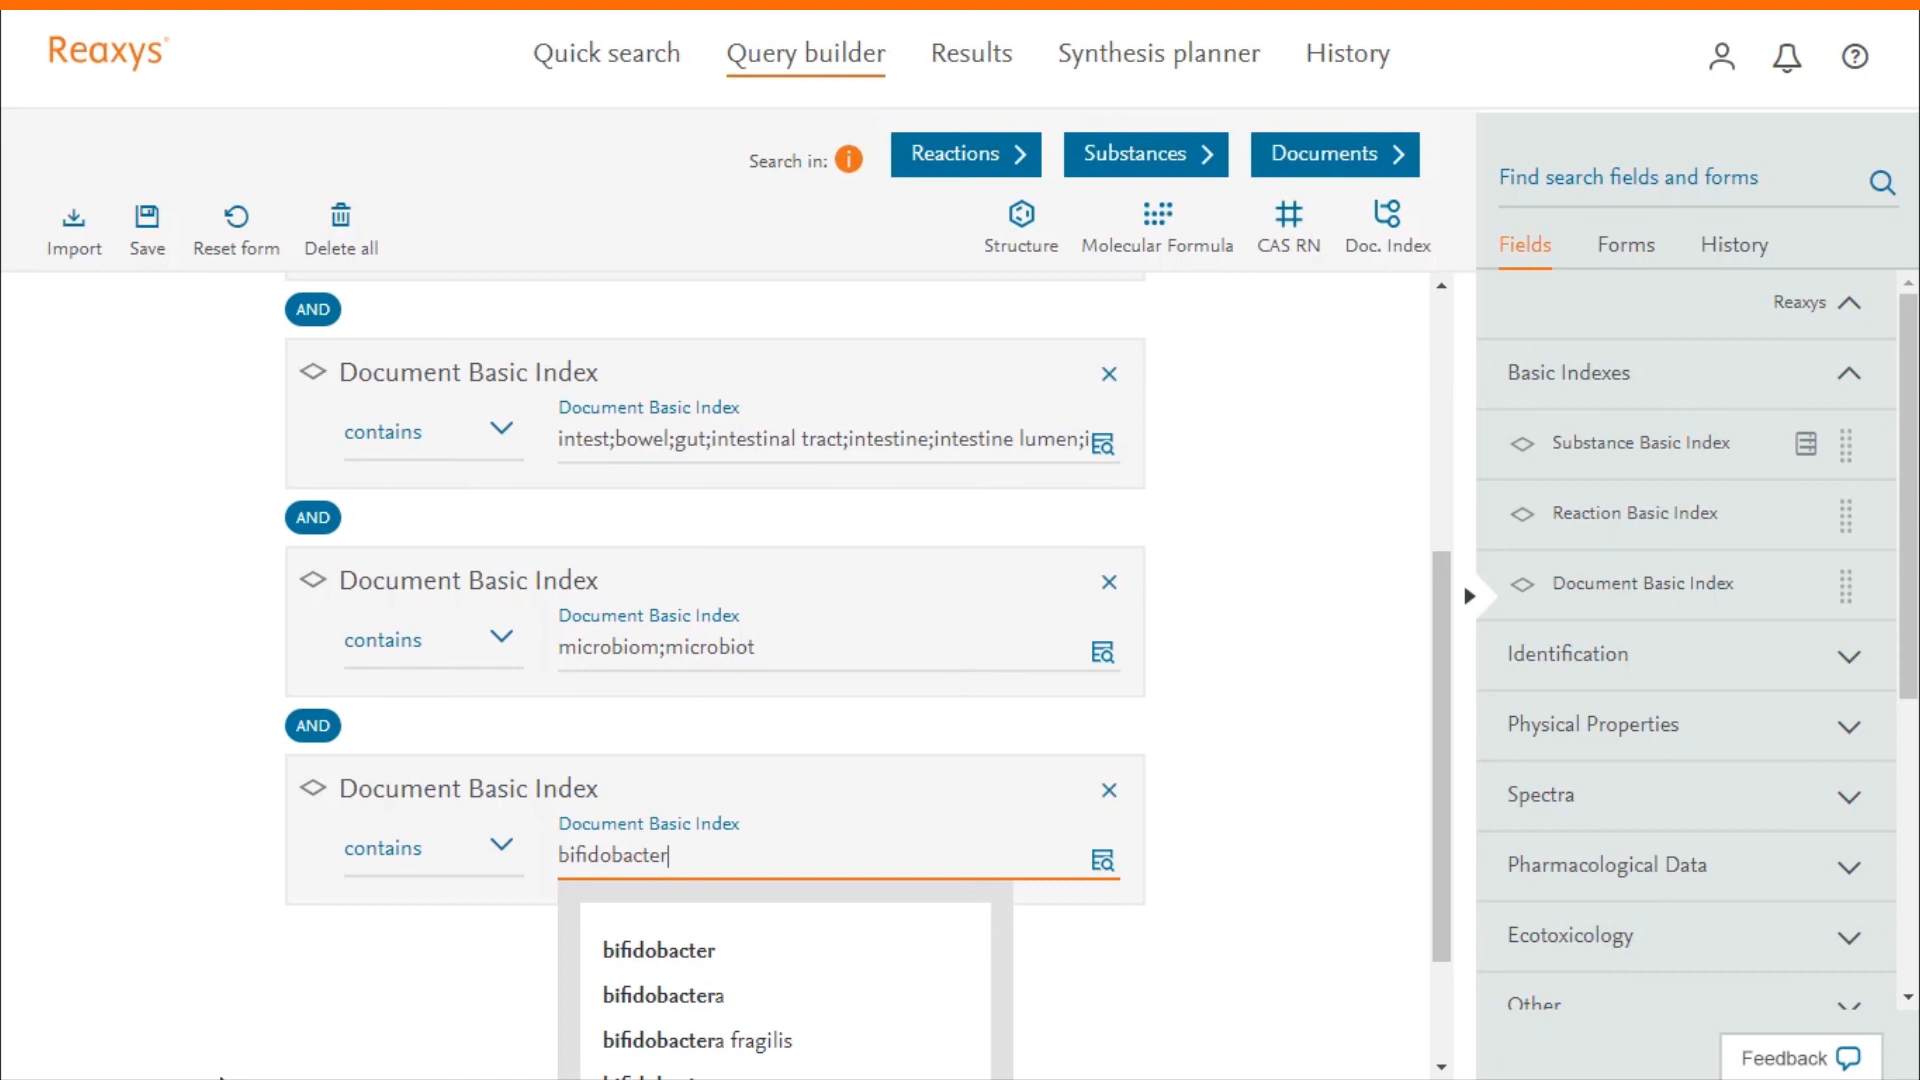 Reaxys®
Quick search
Query builder
Results
Synthesis planner
History
Search in:
Reactions
Substances
Documents
Import
Save
Reset form
Delete all
Structure
Molecular Formula
CAS RN
Doc. Index
AND
Document Basic Index
Document Basic Index
contains
intest;bowel;gut;intestinal tract;intestine;intestine lumen;i
AND
Document Basic Index
Document Basic Index
contains
microbiom;microbiot
AND
Document Basic Index
Document Basic Index
contains
bifidobacter
bifidobacter
bifidobactera
bifidobactera fragilis
Find search fields and forms
Fields
Forms
History
Reaxys
Basic Indexes
Substance Basic Index
Reaction Basic Index
Document Basic Index
Identification
Physical Properties
Spectra
Pharmacological Data
Ecotoxicology
Other
Feedback